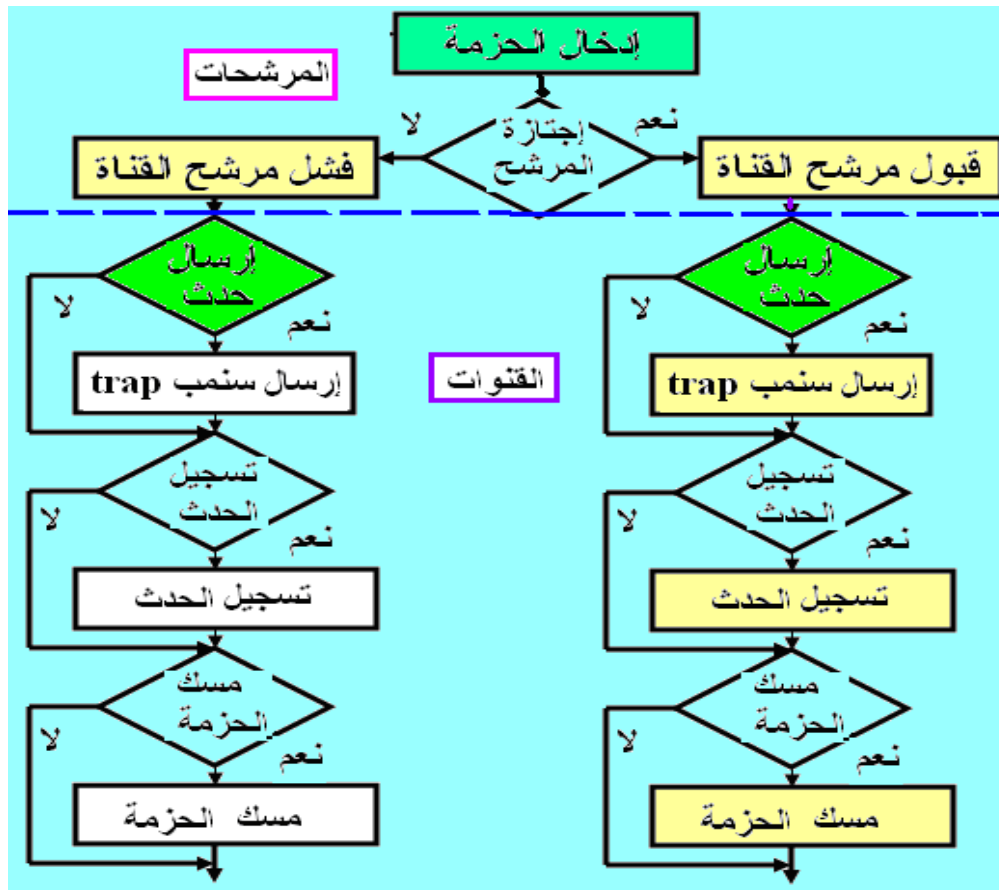 إدخال الحزمة
المرشحات
إجتازة
المرشح
نعم
لا
قبول مرشح القناة
فشل مرشح القناة
إرسال
حدث
نعم
لا
إرسال سنمب trap
تسجيل
الحدث
نعم
لا
تسجيل الحدث
مسك
الحزمة
نعم
لا
مسك الحزمة
القنوات
إرسال
حدث
نعم
لا
إرسال سنمب trap
تسجيل
الحدث
نعم
لا
تسجيل الحدث
مسك
الحزمة
نعم
لا
مسك الحزمة